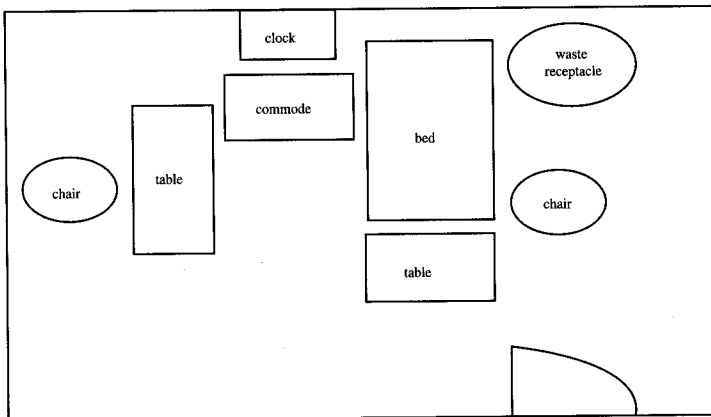 clock
waste
receptacle
commode
bed
table
chair
chair
table